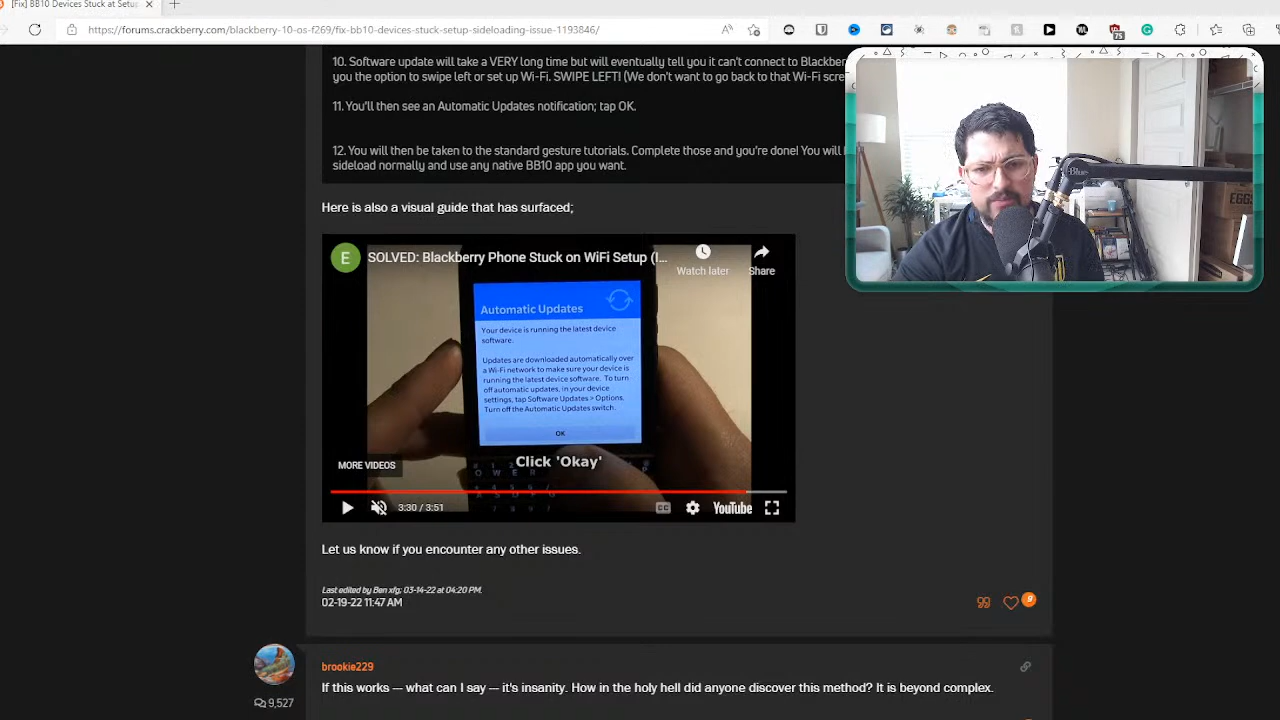 [Fix] BB10 Devices Stuck at Setup
https://forums.crackberry.com/blackberry-10-os-f269/fix-bb10-devices-stuck-setup-sideloading-issue-1193846/
75
10. Software update will take a VERY long time but will eventually tell you it can't connect to
you the option to swipe left or set up Wi-Fi. SWIPE LEFT! (We don't want to go back to that Wi-Fi
11. You'll then see an Automatic Updates notification; tap OK.
12. You will then be taken to the standard gesture tutorials. Complete those and you're done! You will
sideload normally and use any native BB10 app you want.
EGG
Blue
Here is also a visual guide that has surfaced;
E
SOLVED: Blackberry Phone Stuck on WiFi Setup (I...
Watch later
Share
Automatic Updates
Your device is running the latest device
software.
Updates are downloaded automatically over
a Wi-Fi network to make sure your device is
running the latest device software. To turn
off automatic updates, in your device
settings, tap Software Updates > Options.
Turn off the Automatic Updates switch.
OK
Click 'Okay'
MORE VIDEOS
3:30 / 3:51
CC
YouTube
Let us know if you encounter any other issues.
Last edited by Ben xfg; 03-14-22 at 04:20 PM.
02-19-22 11:47 AM
9
brookie229
If this works --- what can I say --- it's insanity. How in the holy hell did anyone discover this method? It is beyond complex.
9,527